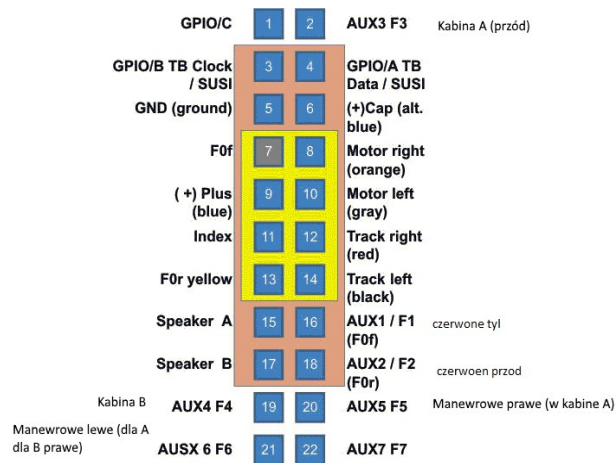 GPIO/C 1 2 AUX3 F3 Kabina A (przód)
GPIO/B TB Clock 3 4 GPIO/A TB
/ SUSI Data / SUSI
GND (ground) 5 6 (+)Cap (alt.
blue)
F0f 7 8 Motor right
(orange)
( +) Plus 9 10 Motor left
(blue) (gray)
Index 11 12 Track right
(red)
F0r yellow 13 14 Track left
(black)
Speaker A 15 16 AUX1 / F1 czerwone tyl
(F0f)
Speaker B 17 18 AUX2 / F2 czerwoen przod
(F0r)
Kabina B AUX4 F4 19 20 AUX5 F5 Manewrowe prawe (w kabine A)
Manewrowe lewe (dla A
dla B prawe) AUSX 6 F6 21 22 AUX7 F7